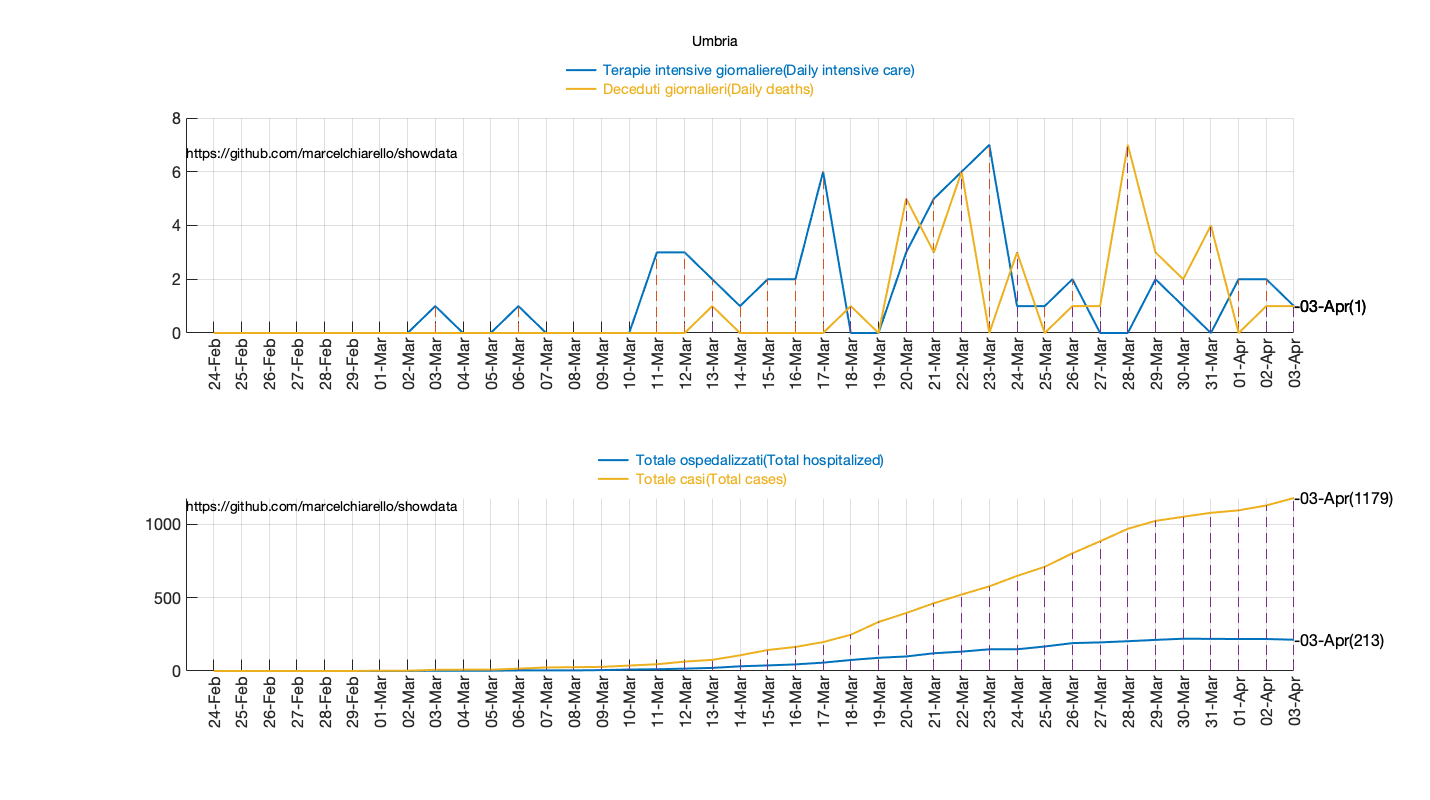 Umbria
Terapie intensive giornaliere(Daily intensive care)
Deceduti giornalieri(Daily deaths)
8
https://github.com/marcelchiarello/showdata
6
4
2
-03-Apr(1)
0
24-Feb
25-Feb
26-Feb
27-Feb
28-Feb
29-Feb
01-Mar
02-Mar
03-Mar
04-Mar
05-Mar
06-Mar
07-Mar
08-Mar
09-Mar
10-Mar
11-Mar
12-Mar
13-Mar
14-Mar
15-Mar
16-Mar
17-Mar
18-Mar
19-Mar
20-Mar
21-Mar
22-Mar
23-Mar
24-Mar
25-Mar
26-Mar
27-Mar
28-Mar
29-Mar
30-Mar
31-Mar
01-Apr
02-Apr
03-Apr
Totale ospedalizzati(Total hospitalized)
Totale casi(Total cases)
-03-Apr(1179)
https://github.com/marcelchiarello/showdata
1000
500
-03-Apr(213)
0
24-Feb
25-Feb
26-Feb
27-Feb
28-Feb
29-Feb
01-Mar
02-Mar
03-Mar
04-Mar
05-Mar
06-Mar
07-Mar
08-Mar
09-Mar
10-Mar
11-Mar
12-Mar
13-Mar
14-Mar
15-Mar
16-Mar
17-Mar
18-Mar
19-Mar
20-Mar
21-Mar
22-Mar
23-Mar
24-Mar
25-Mar
26-Mar
27-Mar
28-Mar
29-Mar
30-Mar
31-Mar
01-Apr
02-Apr
03-Apr